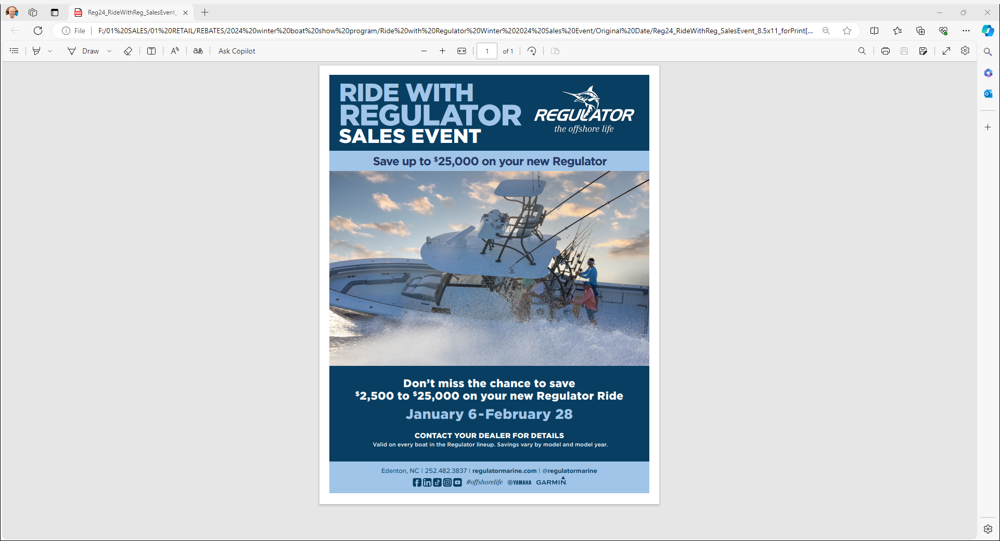 Reg24_RideWithReg_SalesEvent_
File
F:/01%20SALES/01%20RETAIL/REBATES/2024%20winter%20boat%20show%20program/Ride%20with%20Regulator%20Winter%202024%20Sales%20Event/Original%20Date/Reg24_RideWithReg_SalesEvent_8.5x11_forPrint[...
Draw
Ask Copilot
1 of 1
RIDE WITH
REGULATOR
SALES EVENT
REGULATOR
the offshore life
Save up to $25,000 on your new Regulator
Don't miss the chance to save
$2,500 to $25,000 on your new Regulator Ride
January 6-February 28
CONTACT YOUR DEALER FOR DETAILS
Valid on every boat in the Regulator lineup. Savings vary by model and model year.
Edenton, NC | 252.482.3837 | regulatormarine.com | @regulatormarine
#offshorelife YAMAHA GARMIN.